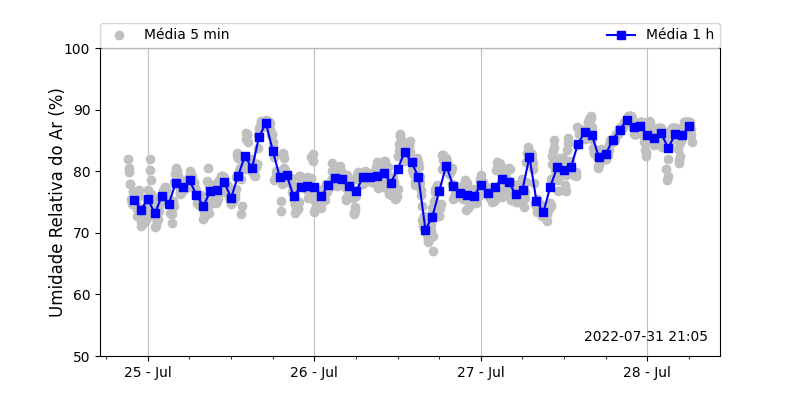 Média 5 min
Média 1 h
Umidade Relativa do Ar (%)
100
90
80
70
60
50
2022-07-31 21:05
25 - Jul
26 - Jul
27 - Jul
28 - Jul